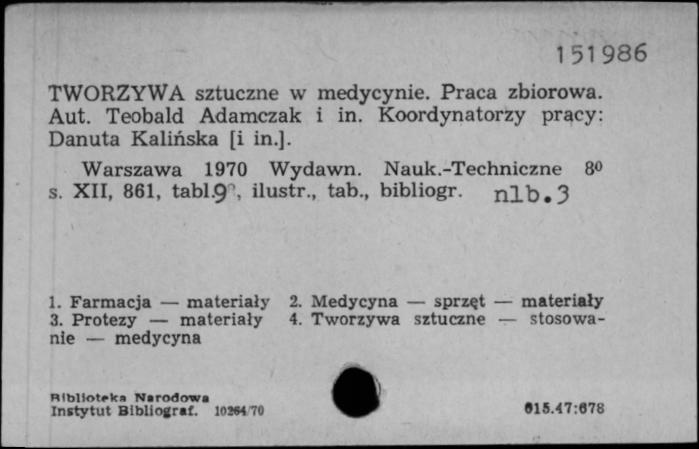 151986
TWORZYWA sztuczne w medycynie. Praca zbiorowa.
Aut. Teobald Adamczak i in. Koordynatorzy pracy:
Danuta Kalińska [i in.].
Warszawa 1970 Wydawn. Nauk.-Techniczne 8⁰
s. XII, 861, tabl.9, ilustr., tab., bibliogr. nlb.3
1. Farmacja — materiały 2. Medycyna — sprzęt — materiały
3. Protezy — materiały 4. Tworzywa sztuczne — stosowa-
nie — medycyna
Biblioteka Narodowa
Instytut Bibliograf. 10264/70
615.47:678